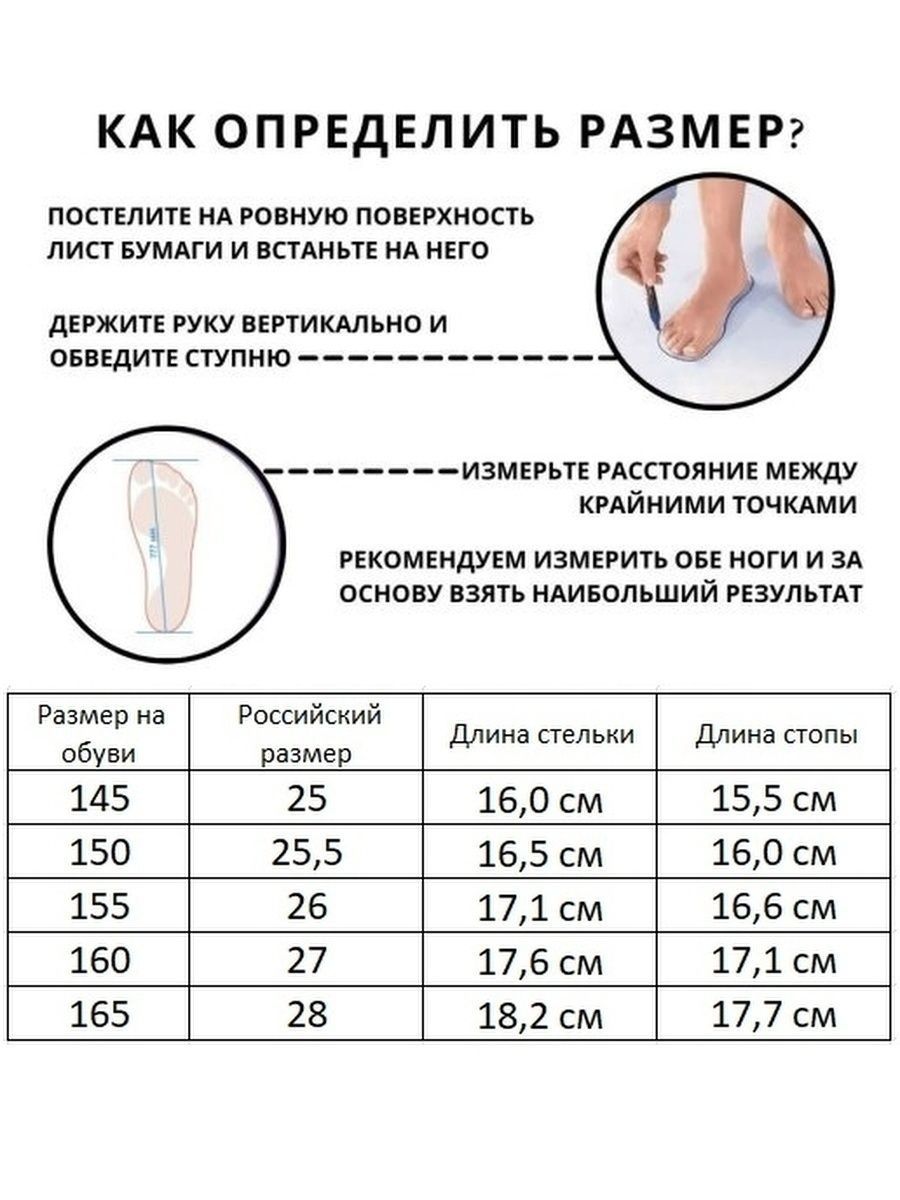 КАК ОПРЕДЕЛИТЬ РАЗМЕР?
ПОСТЕЛИТЕ НА РОВНУЮ ПОВЕРХНОСТЬ
ЛИСТ БУМАГИ И ВСТАНЬТЕ НА НЕГО
ДЕРЖИТЕ РУКУ ВЕРТИКАЛЬНО И
ОБВЕДИТЕ СТУПНЮ
ИЗМЕРЬТЕ РАССТОЯНИЕ МЕЖДУ
КРАЙНИМИ ТОЧКАМИ
??? мм
РЕКОМЕНДУЕМ ИЗМЕРИТЬ ОБЕ НОГИ И ЗА
ОСНОВУ ВЗЯТЬ НАИБОЛЬШИЙ РЕЗУЛЬТАТ
Размер на обуви Российский размер Длина стельки Длина стопы
145 25 16,0 см 15,5 см
150 25,5 16,5 см 16,0 см
155 26 17,1 см 16,6 см
160 27 17,6 см 17,1 см
165 28 18,2 см 17,7 см